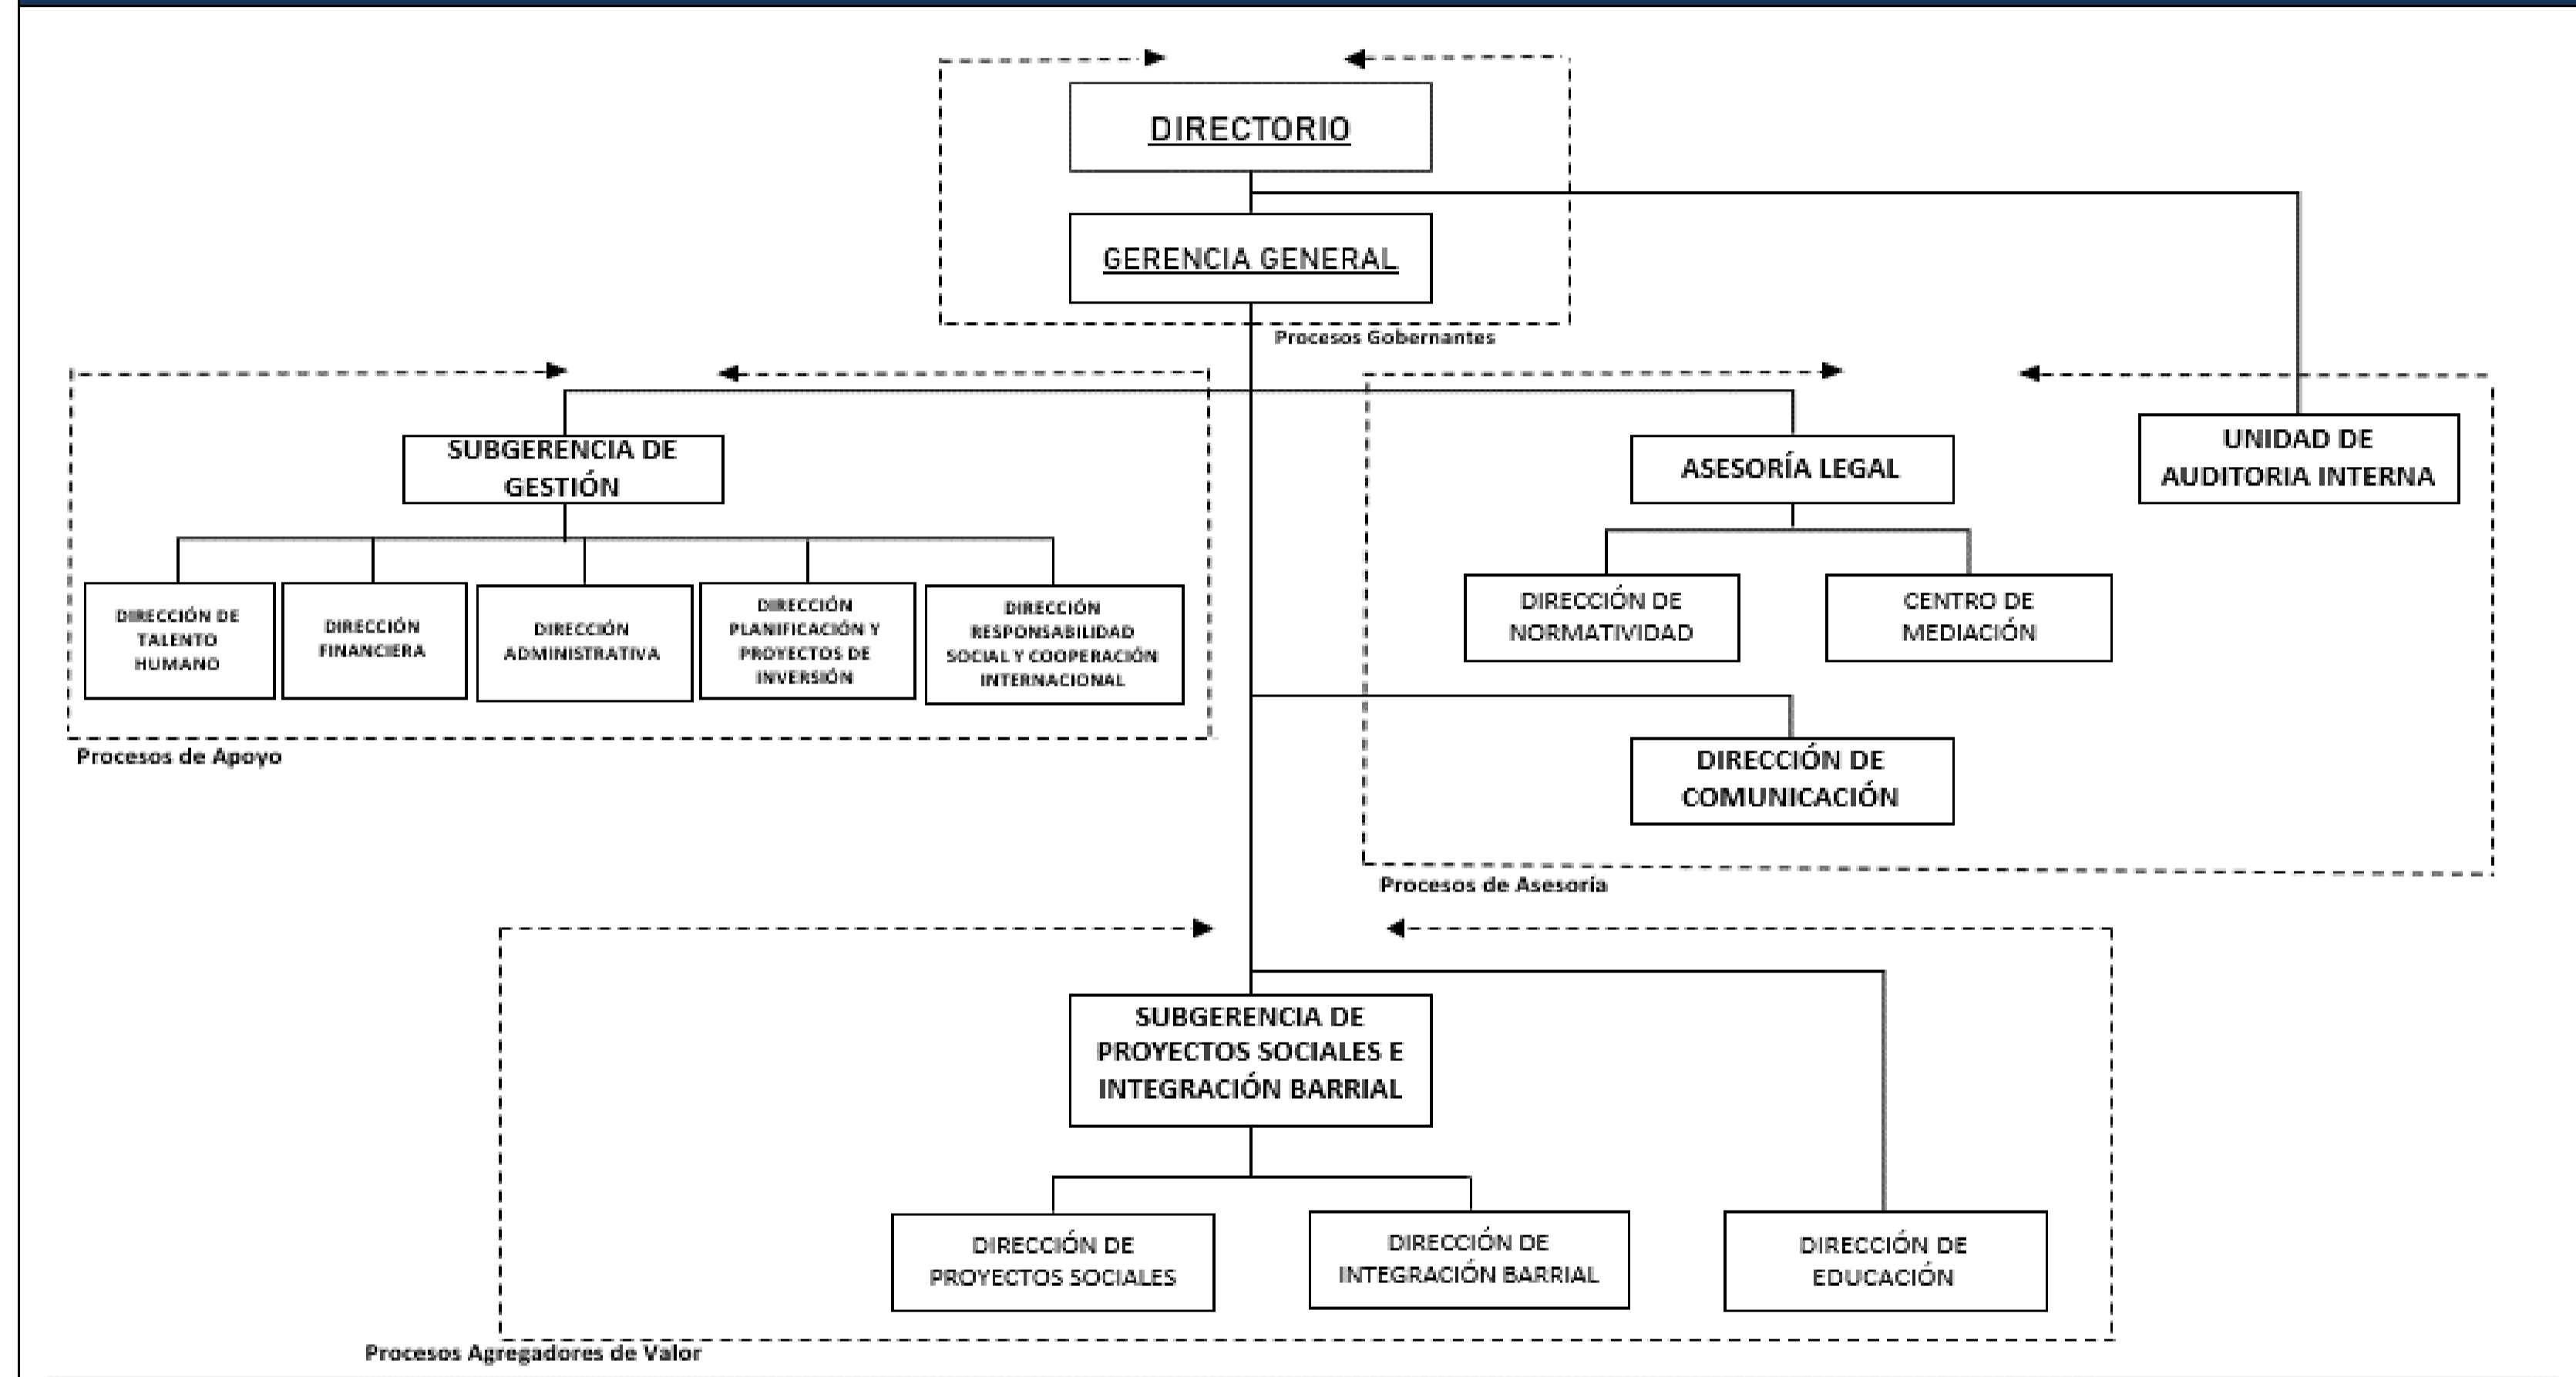 DIRECTORIO
GERENCIA GENERAL
Procesos Gobernantes
SUBGERENCIA DE
GESTIÓN
DIRECCIÓN DE
TALENTO
HUMANO
DIRECCIÓN
FINANCIERA
DIRECCIÓN
ADMINISTRATIVA
DIRECCIÓN
PLANIFICACIÓN Y
PROYECTOS DE
INVERSIÓN
DIRECCIÓN
RESPONSABILIDAD
SOCIAL Y COOPERACIÓN
INTERNACIONAL
Procesos de Apoyo
ASESORÍA LEGAL
UNIDAD DE
AUDITORIA INTERNA
DIRECCIÓN DE
NORMATIVIDAD
CENTRO DE
MEDIACIÓN
DIRECCIÓN DE
COMUNICACIÓN
Procesos de Asesoria
SUBGERENCIA DE
PROYECTOS SOCIALES E
INTEGRACIÓN BARRIAL
DIRECCIÓN DE
PROYECTOS SOCIALES
DIRECCIÓN DE
INTEGRACIÓN BARRIAL
DIRECCIÓN DE
EDUCACIÓN
Procesos Agregadores de Valor